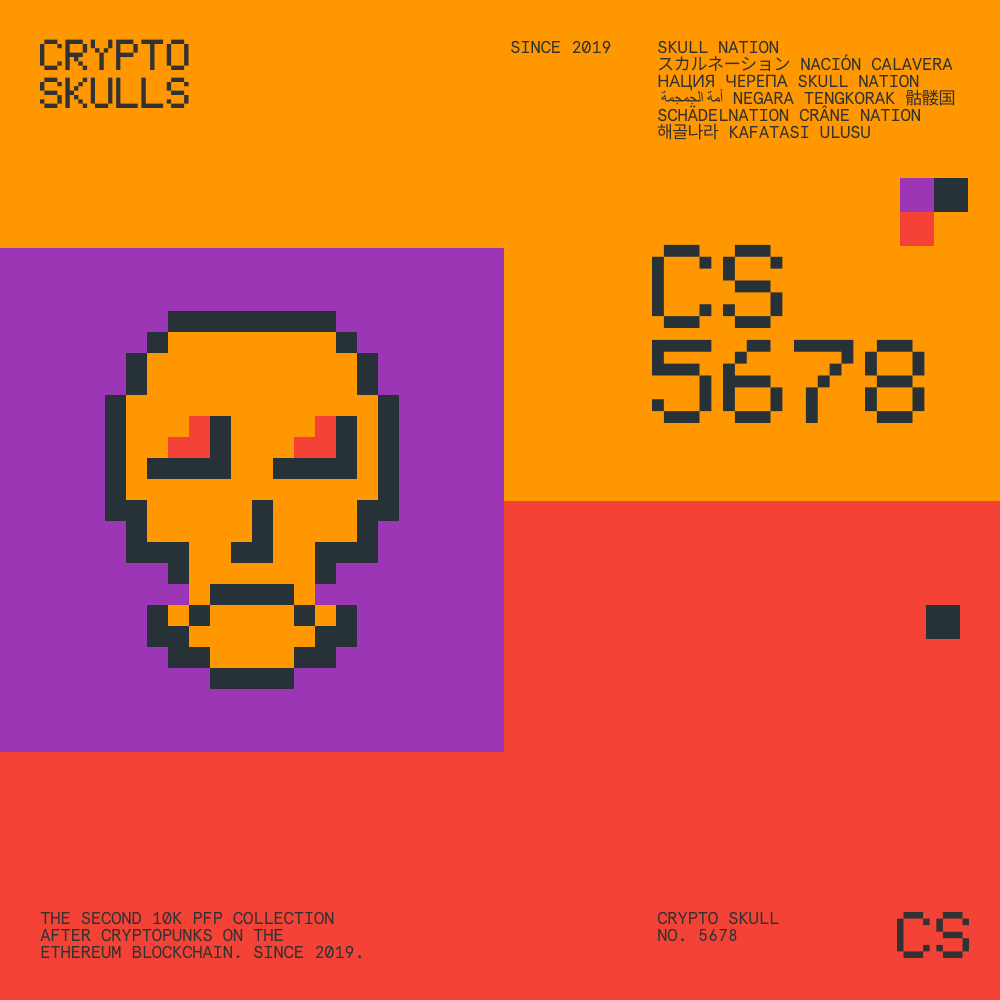 CRYPTO
SKULLS
SINCE 2019
SKULL NATION
スカルネーション NACIÓN CALAVERA
НАЦИЯ ЧЕРЕПА SKULL NATION
أمة الجمجمة NEGARA TENGKORAK 骷髅国
SCHÄDELNATION CRÂNE NATION
해골나라 KAFATASI ULUSU
CS
5678
THE SECOND 10K PFP COLLECTION
AFTER CRYPTOPUNKS ON THE
ETHEREUM BLOCKCHAIN. SINCE 2019.
CRYPTO SKULL
NO. 5678
CS